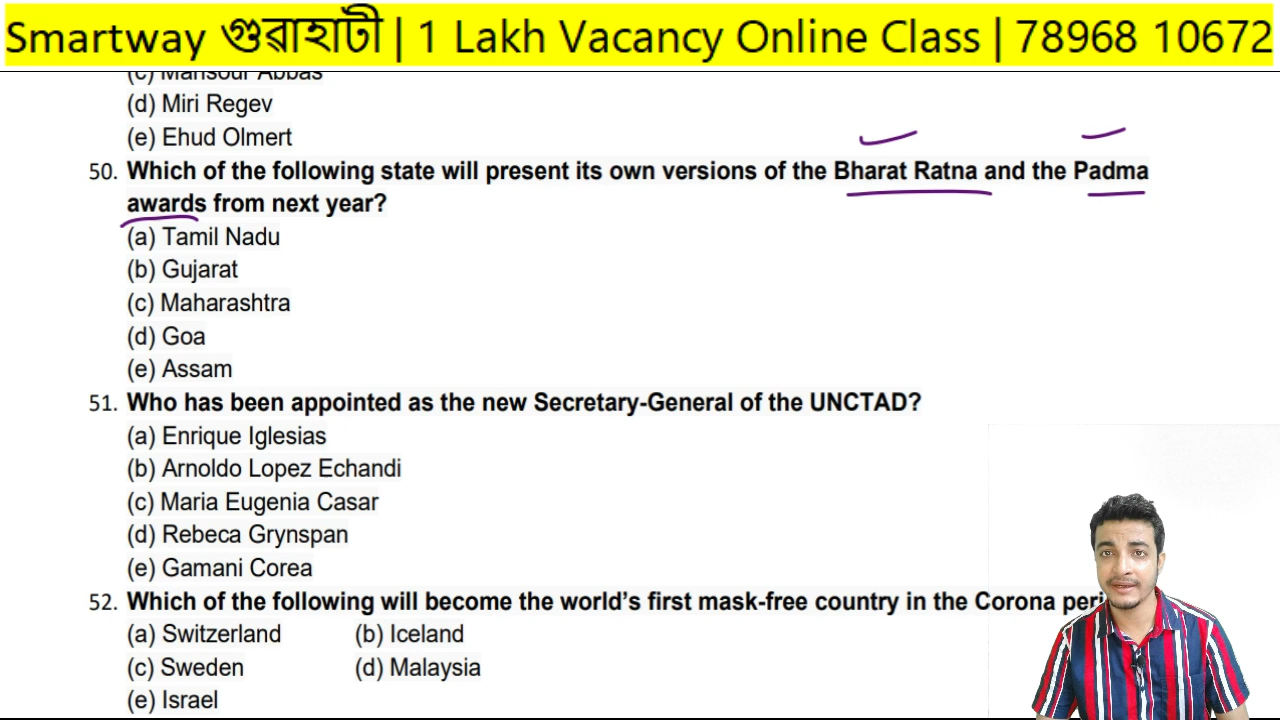 Smartway গুৱাহাটী | 1 Lakh Vacancy Online Class | 78968 10672
(c) Mansour Abbas
(d) Miri Regev
(e) Ehud Olmert
50. Which of the following state will present its own versions of the Bharat Ratna and the Padma
awards from next year?
(a) Tamil Nadu
(b) Gujarat
(c) Maharashtra
(d) Goa
(e) Assam
51. Who has been appointed as the new Secretary-General of the UNCTAD?
(a) Enrique Iglesias
(b) Arnoldo Lopez Echandi
(c) Maria Eugenia Casar
(d) Rebeca Grynspan
(e) Gamani Corea
52. Which of the following will become the world’s first mask-free country in the Corona peri
(a) Switzerland (b) Iceland
(c) Sweden (d) Malaysia
(e) Israel